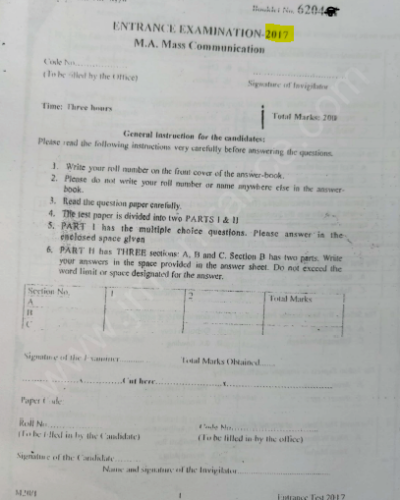 Booklet No. 6204
ENTRANCE EXAMINATION-2017
M.A. Mass Communication
Code No.
(To be filled by the Office)
Signature of Invigilator
Time: Three hours
Total Marks: 200
General instruction for the candidates:
Please read the following instructions very carefully before answering the questions.
1. Write your roll number on the front cover of the answer-book.
2. Please do not write your roll number or name anywhere else in the answer-
book.
3. Read the question paper carefully.
4. The test paper is divided into two PARTS I & II
5. PART I has the multiple choice questions. Please answer in the
enclosed space given
6. PART II has THREE sections: A, B and C. Section B has two parts. Write
your answers in the space provided in the answer sheet. Do not exceed the
word limit or space designated for the answer.
Section No. 1 2 Total Marks
A
B
C
Signature of the Examiner
Total Marks Obtained
Cut here
Paper Code:
Roll No
Code No.
(To be filled in by the Candidate)
(To be filled in by the office)
Signature of the Candidate
Name and signature of the Invigilator
1
Entrance Test 2017